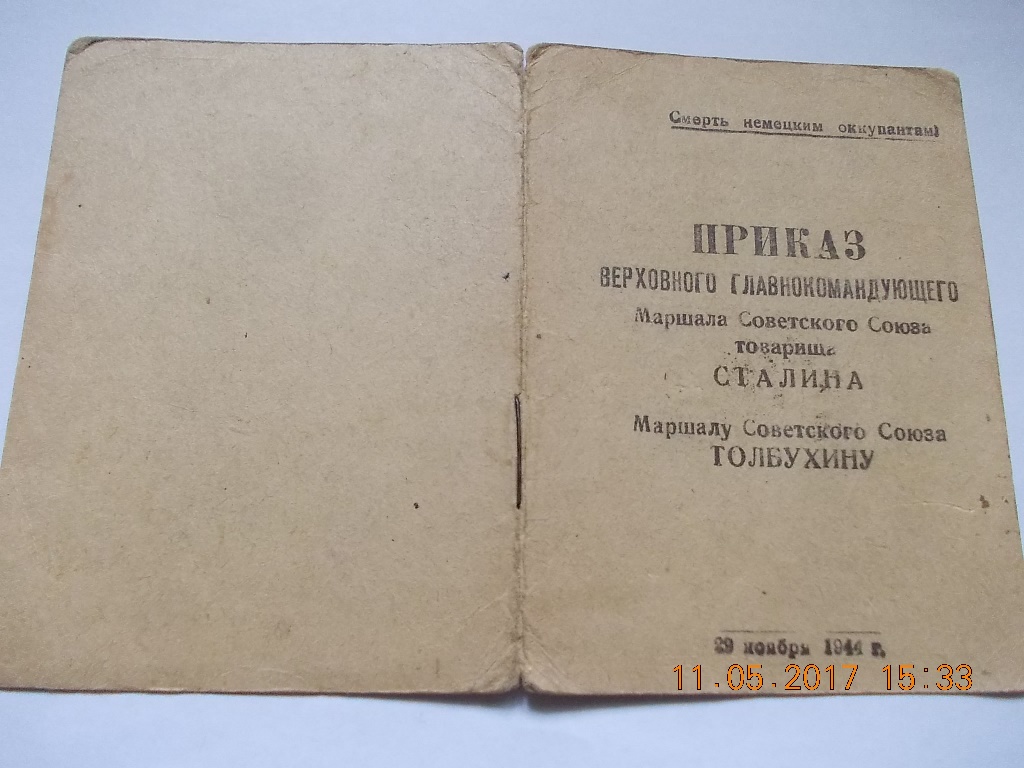 Смерть немецким оккупантам!
ПРИКАЗ
ВЕРХОВНОГО ГЛАВНОКОМАНДУЮЩЕГО
Маршала Советского Союза
товарища
СТАЛИНА
Маршалу Советского Союза
ТОЛБУХИНУ
29 ноября 1944 г.
11.05.2017 15:33